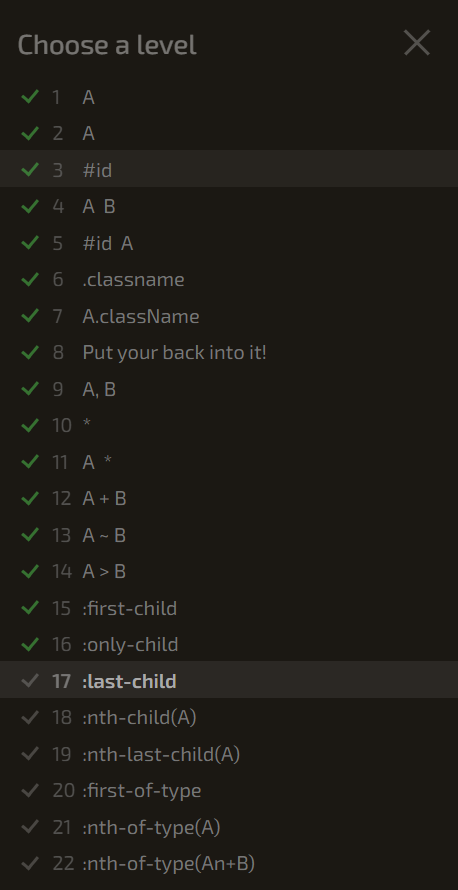 Choose a level
1 A
2 A
3 #id
4 A  B
5 #id  A
6 .classname
7 A.className
8 Put your back into it!
9 A, B
10 *
11 A  *
12 A + B
13 A ~ B
14 A > B
15 :first-child
16 :only-child
17 :last-child
18 :nth-child(A)
19 :nth-last-child(A)
20 :first-of-type
21 :nth-of-type(A)
22 :nth-of-type(An+B)